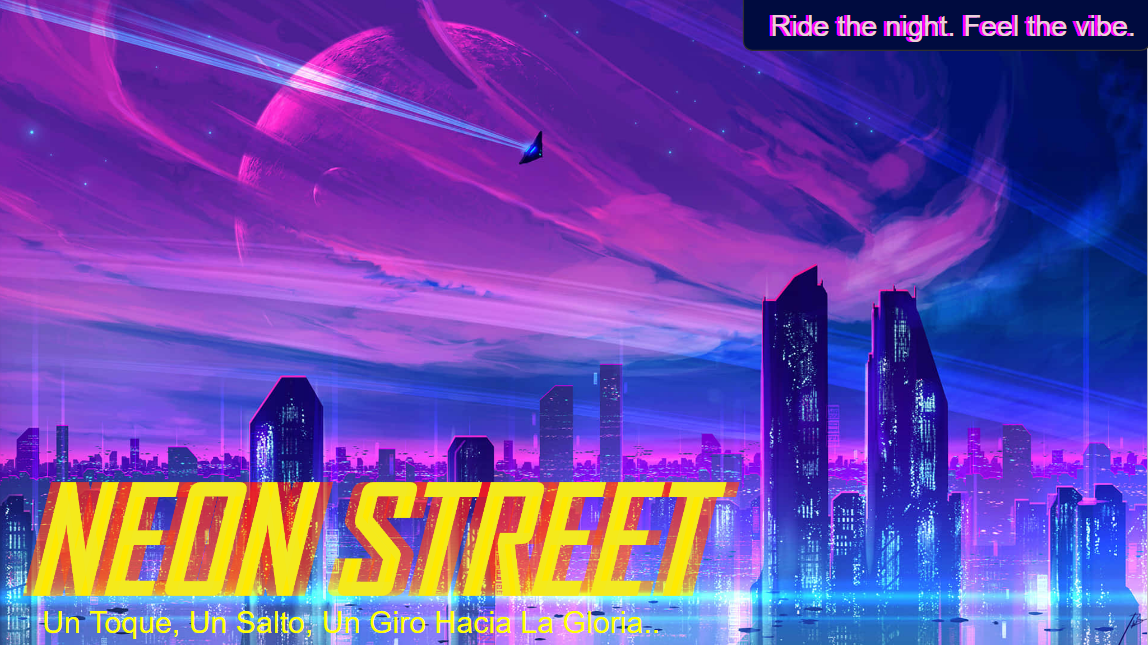 Ride the night. Feel the vibe.
NEON STREET
Un Toque, Un Salto, Un Giro Hacia La Gloria..